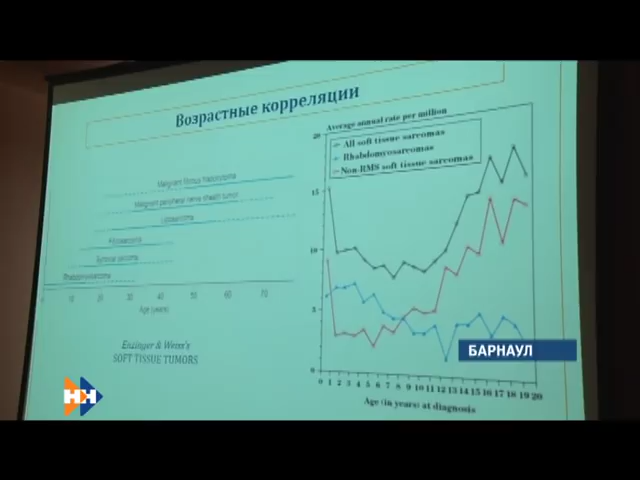 Возрастные корреляции
Malignant fibrous histiocytoma
Malignant peripheral nerve sheath tumor
Liposarcoma
Synovial sarcoma
Rhabdomyosarcoma
10 20 30 40 50 60 70
Age (years)
Enzinger & Weiss's
SOFT TISSUE TUMORS
Average annual rate per million
All soft tissue sarcomas
Rhabdomyosarcomas
Non-RMS soft tissue sarcomas
20
15
10
5
0
0 1 2 3 4 5 6 7 8 9 10 11 12 13 14 15 16 17 18 19 20
Age (in years) at diagnosis
БАРНАУЛ
НН